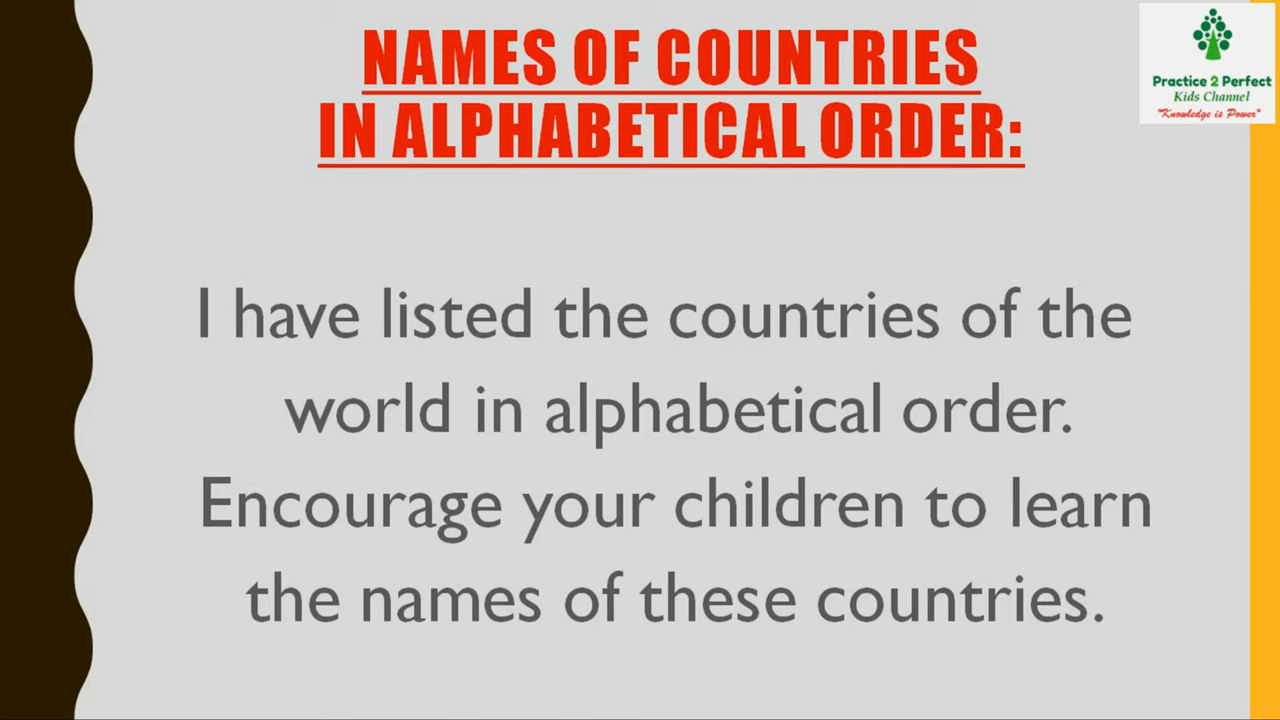 NAMES OF COUNTRIES
IN ALPHABETICAL ORDER:
Practice 2 Perfect
Kids Channel
"Knowledge is Power"
I have listed the countries of the
world in alphabetical order.
Encourage your children to learn
the names of these countries.